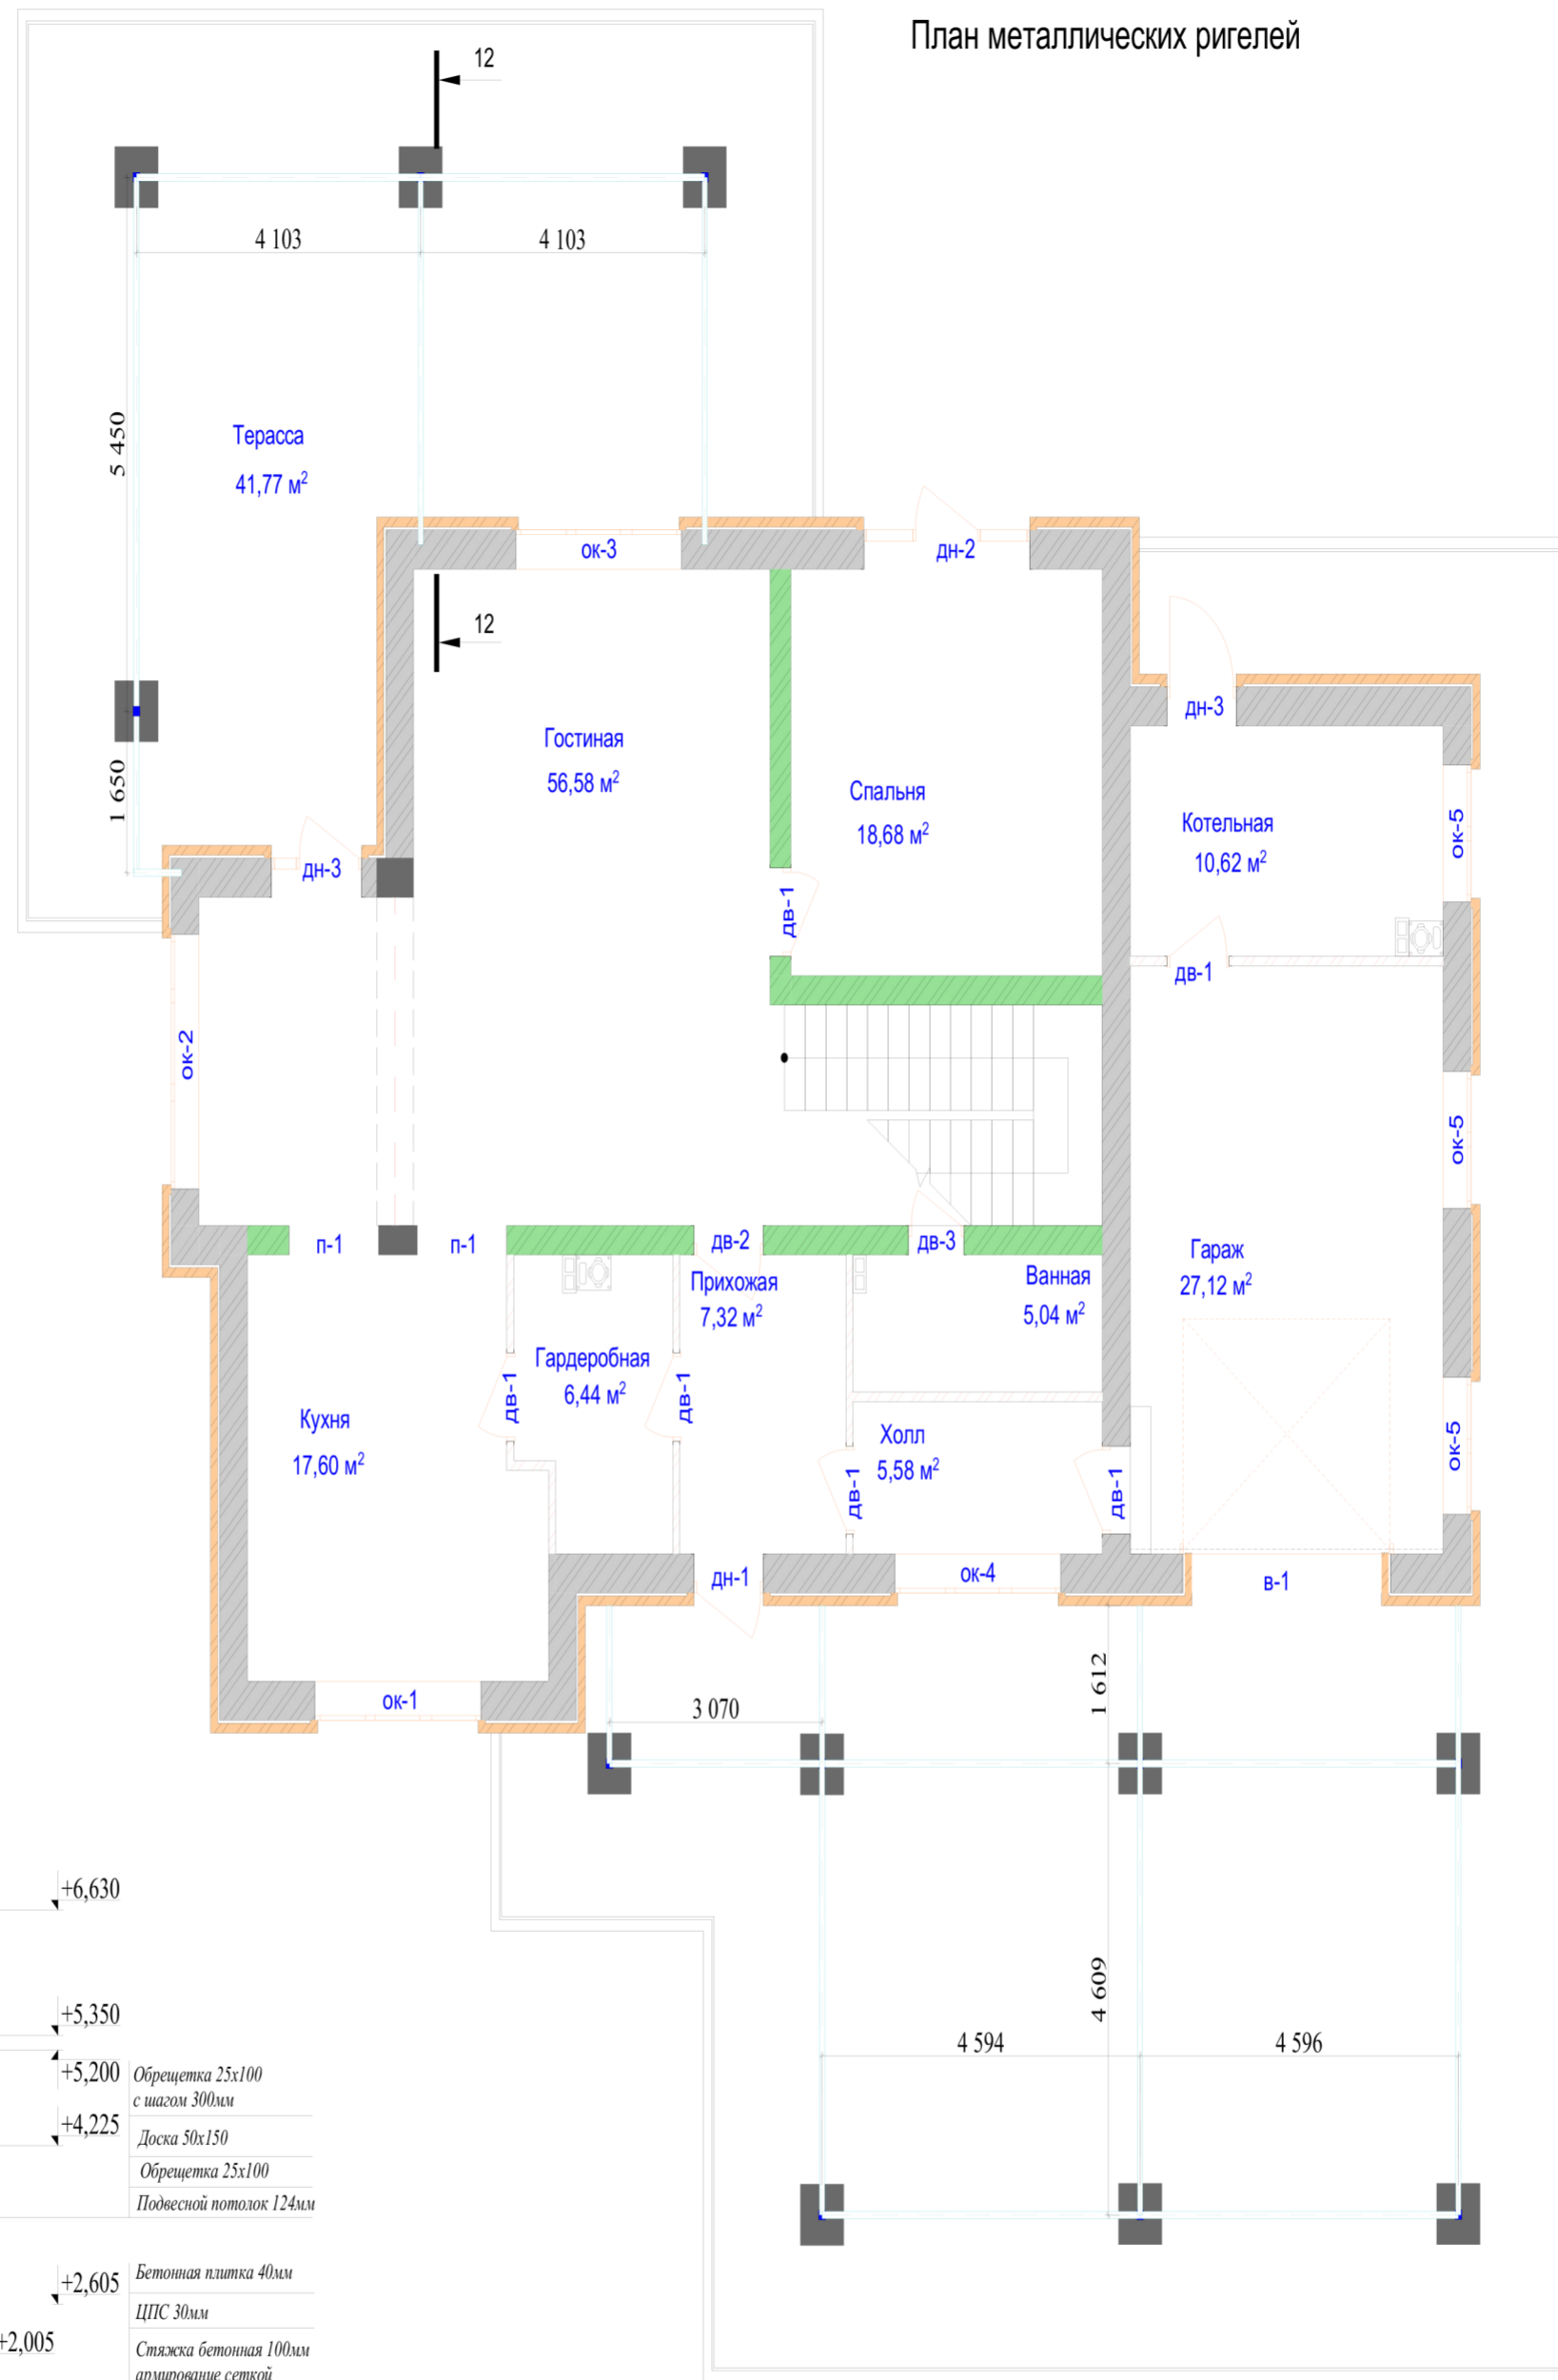 План металлических ригелей
12
4 103
4 103
5 450
Терасса
41,77 м²
ок-3
дн-2
12
дн-3
Гостиная
56,58 м²
1 650
Спальня
18,68 м²
Котельная
10,62 м²
ок-5
дн-3
дв-1
дв-1
ок-2
ок-5
п-1
п-1
дв-2
дв-3
Гараж
27,12 м²
Прихожая
7,32 м²
Ванная
5,04 м²
Гардеробная
6,44 м²
дв-1
дв-1
Кухня
17,60 м²
Холл
5,58 м²
ок-5
дв-1
дв-1
дн-1
ок-4
в-1
ок-1
3 070
1 612
+6,630
4 609
+5,350
4 594
4 596
+5,200
Обрешетка 25х100
с шагом 300мм
+4,225
Доска 50х150
Обрешетка 25х100
Подвесной потолок 124мм
+2,605
Бетонная плитка 40мм
ЦПС 30мм
+2,005
Стяжка бетонная 100мм
армирование сеткой